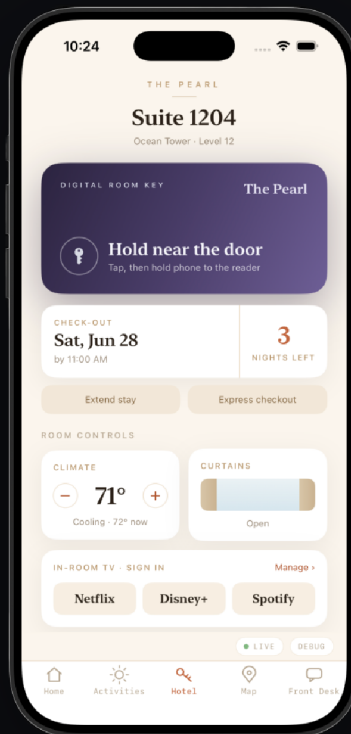 10:24
THE PEARL
Suite 1204
Ocean Tower · Level 12
DIGITAL ROOM KEY
The Pearl
Hold near the door
Tap, then hold phone to the reader
CHECK-OUT
Sat, Jun 28
by 11:00 AM
3
NIGHTS LEFT
Extend stay
Express checkout
ROOM CONTROLS
CLIMATE
− 71° +
Cooling · 72° now
CURTAINS
Open
IN-ROOM TV · SIGN IN
Manage ›
Netflix
Disney+
Spotify
LIVE
DEBUG
Home
Activities
Hotel
Map
Front Desk